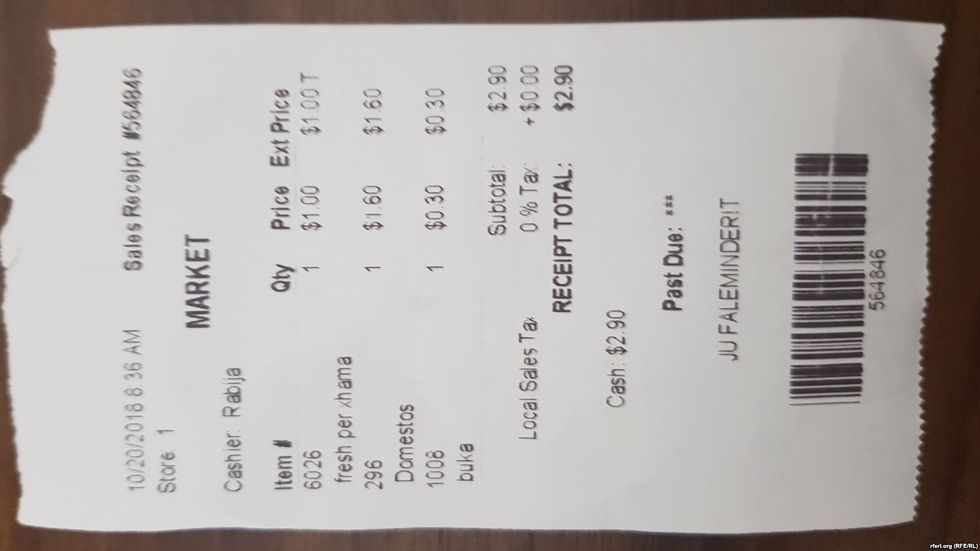 10/20/2018 8:36 AM Sales Receipt #564846
Store: 1
MARKET
Cashier: Rabija
Item # Qty Price Ext Price
6026 1 $1.00 $1.00 T
fresh per xhama
296 1 $1.60 $1.60
Domestos
1008 1 $0.30 $0.30
buka
Subtotal: $2.90
Local Sales Tax 0 % Tax: + $0.00
RECEIPT TOTAL: $2.90
Cash: $2.90
Past Due: ***
JU FALEMINDERIT
564846
rferl.org (RFE/RL)